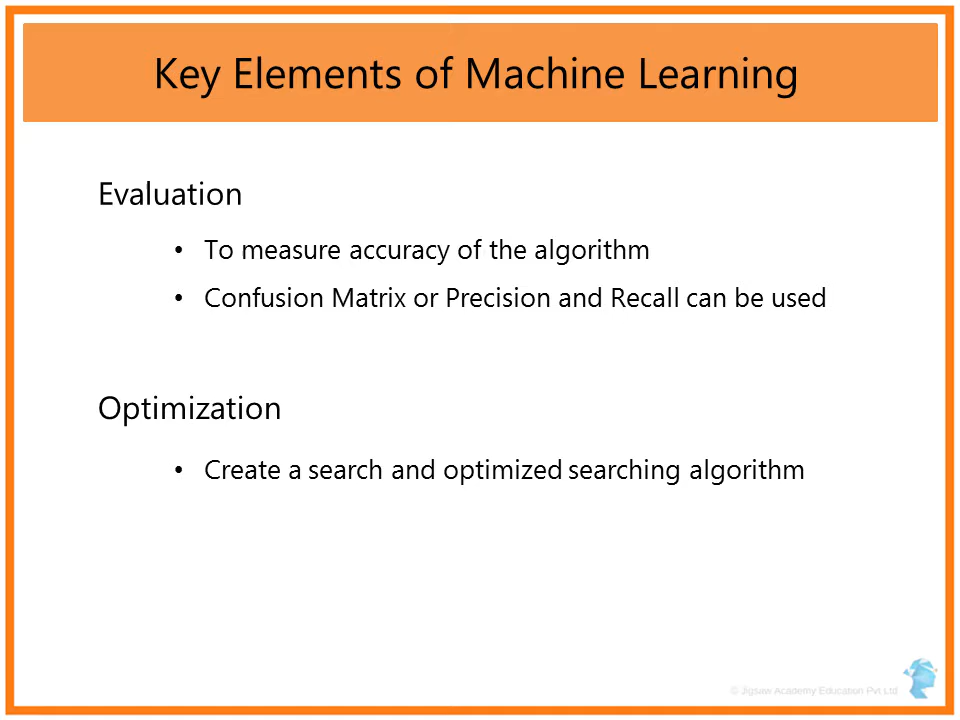 Key Elements of Machine Learning
Evaluation
• To measure accuracy of the algorithm
• Confusion Matrix or Precision and Recall can be used
Optimization
• Create a search and optimized searching algorithm
© Jigsaw Academy Education Pvt Ltd